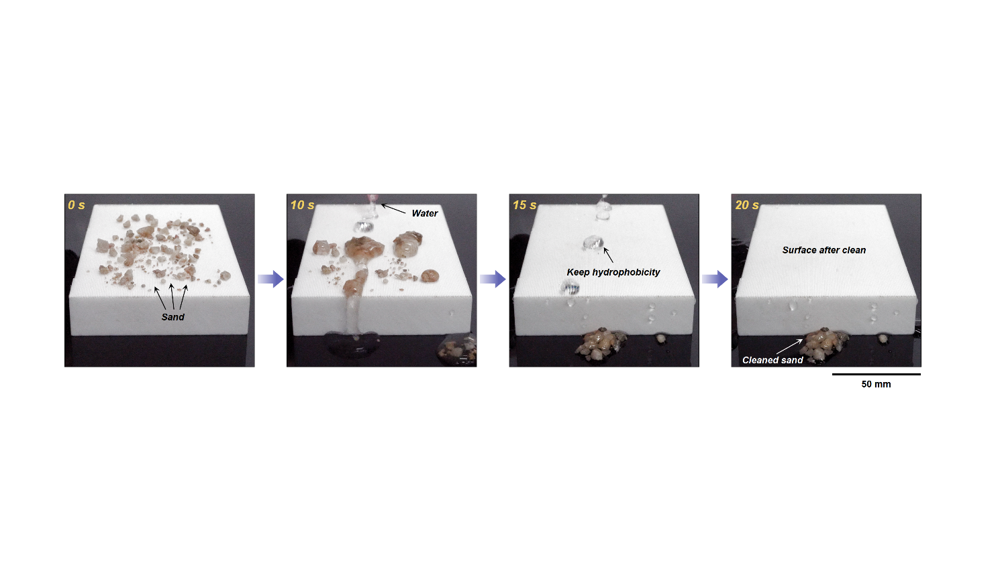 0 s
Sand
10 s
Water
15 s
Keep hydrophobicity
20 s
Surface after clean
Cleaned sand
50 mm